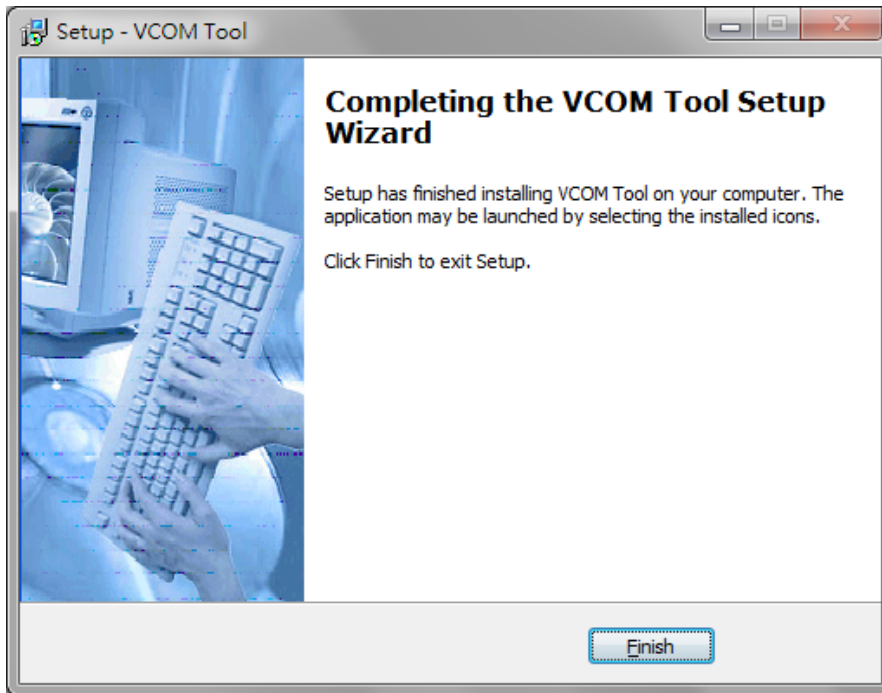 Setup - VCOM Tool
Completing the VCOM Tool Setup
Wizard
Setup has finished installing VCOM Tool on your computer. The
application may be launched by selecting the installed icons.
Click Finish to exit Setup.
Finish